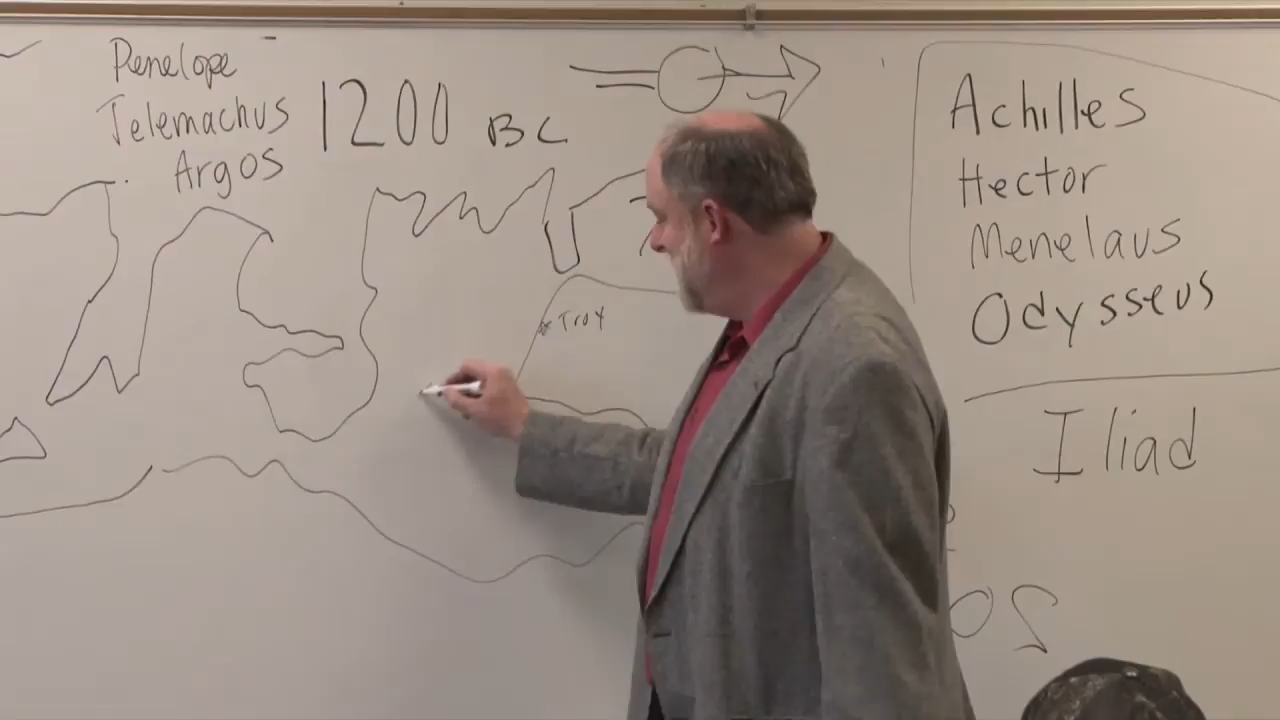 Penelope
Telemachus
Argos
1200 BC
Troy
Achilles
Hector
Menelaus
Odysseus
Iliad